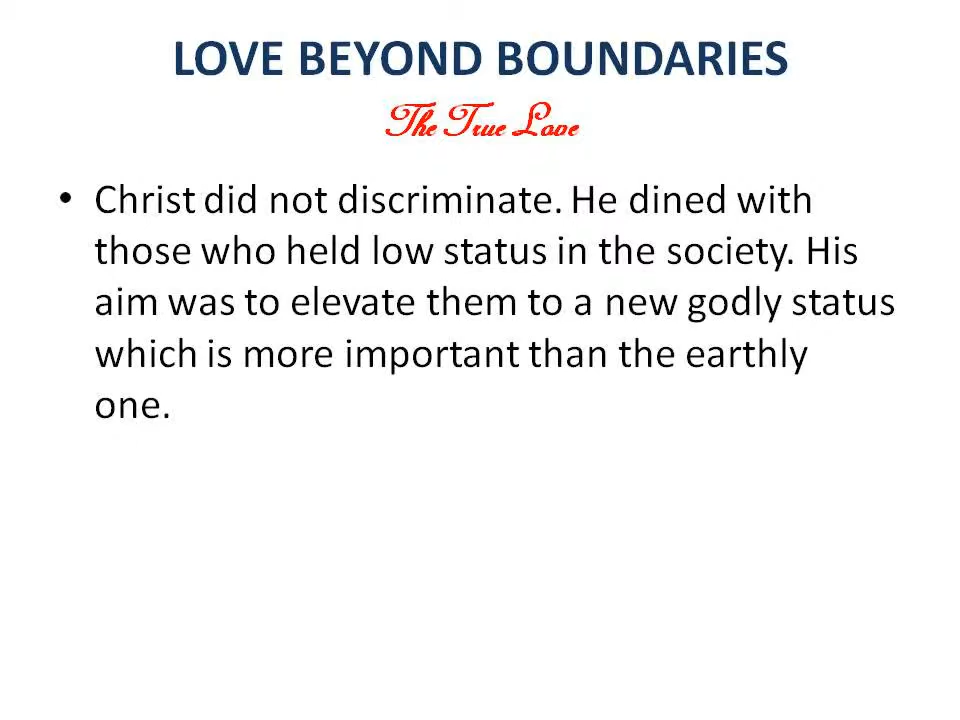 LOVE BEYOND BOUNDARIES
The True Love
• Christ did not discriminate. He dined with
those who held low status in the society. His
aim was to elevate them to a new godly status
which is more important than the earthly
one.